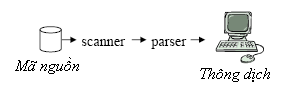 scanner parser
Mã nguồn
Thông dịch